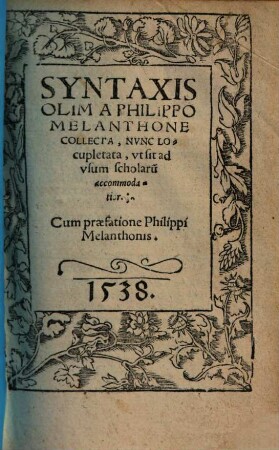 SYNTAXIS
OLIM A PHILIPPO
MELANTHONE
COLLECTA, NVNC LO⸗
cupletata, vt sit ad
vsum scholarū
accommoda⸗
tior.
Cum præfatione Philippi
Melanthonis.
1538.